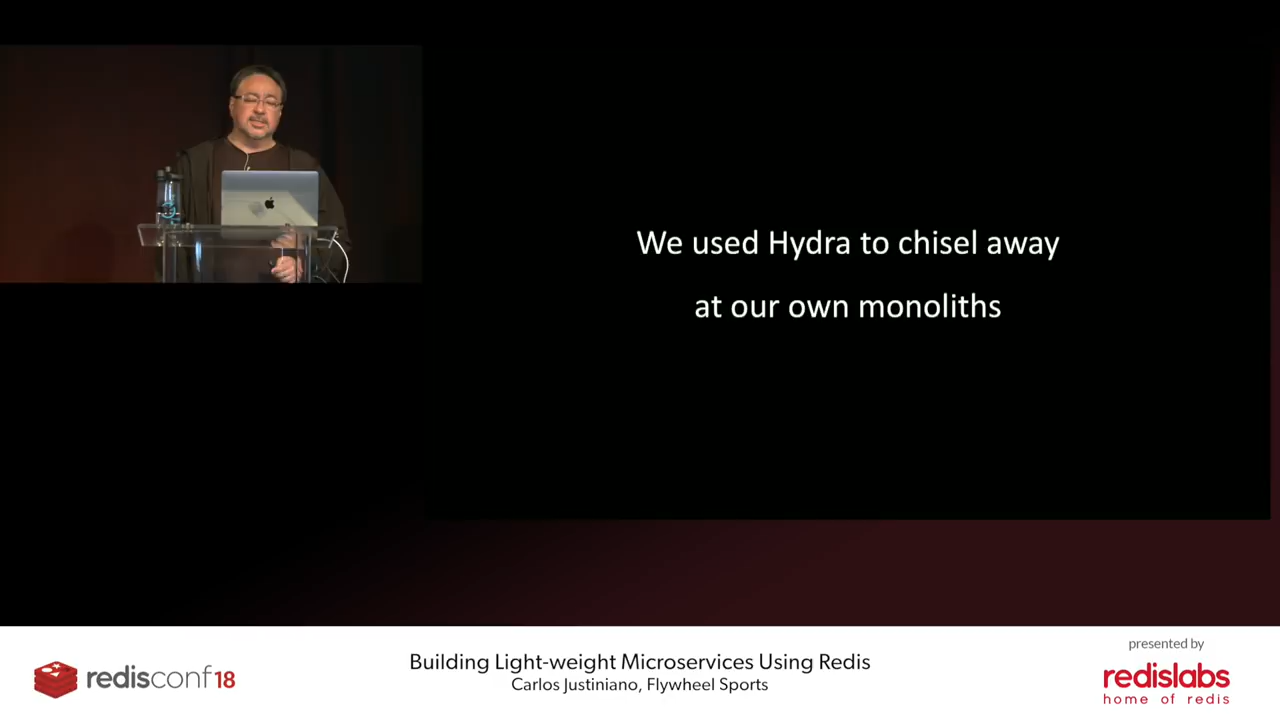 We used Hydra to chisel away
at our own monoliths
redisconf18
Building Light-weight Microservices Using Redis
Carlos Justiniano, Flywheel Sports
presented by
redislabs
home of redis